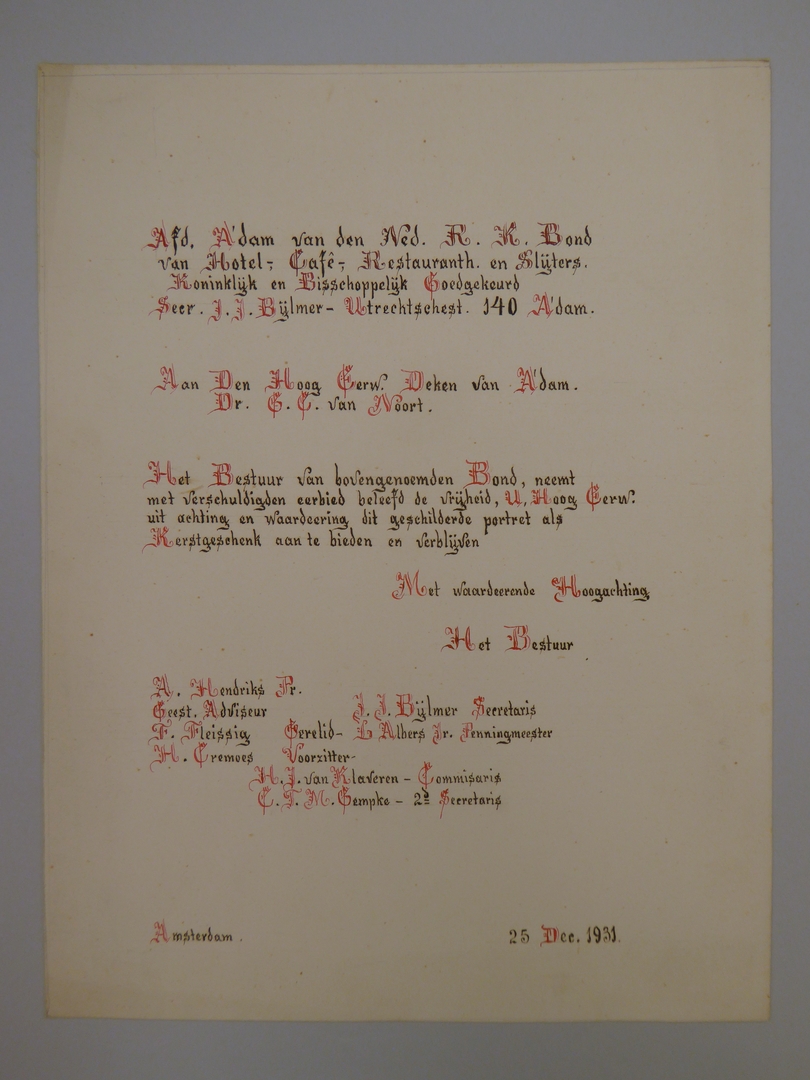 Afd. A'dam van den Ned. R. K. Bond
van Hotel-, Café-, Restauranth. en Slijters.
Koninklijk en Bisschoppelijk Goedgekeurd
Secr. J. J. Bijlmer - Utrechtschest. 140 A'dam.
Aan Den Hoog Eerw. Deken van A'dam.
Dr. G. C. van Noort.
Het Bestuur van bovengenoemden Bond, neemt
met verschuldigden eerbied beleefd de vrijheid, U, Hoog Eerw.
uit achting en waardeering dit geschilderde portret als
Kerstgeschenk aan te bieden en verblijven
Met waardeerende Hoogachting
Het Bestuur
A. Hendriks Pr.
Geest. Adviseur J. J. Bijlmer Secretaris
F. Fleissig Eerelid - L Albers Jr. Penningmeester
H. Cremoes Voorzitter -
H. J. van Klaveren - Commisaris
C. T. M. Gempke - 2e Secretaris
Amsterdam. 25 Dec. 1931.